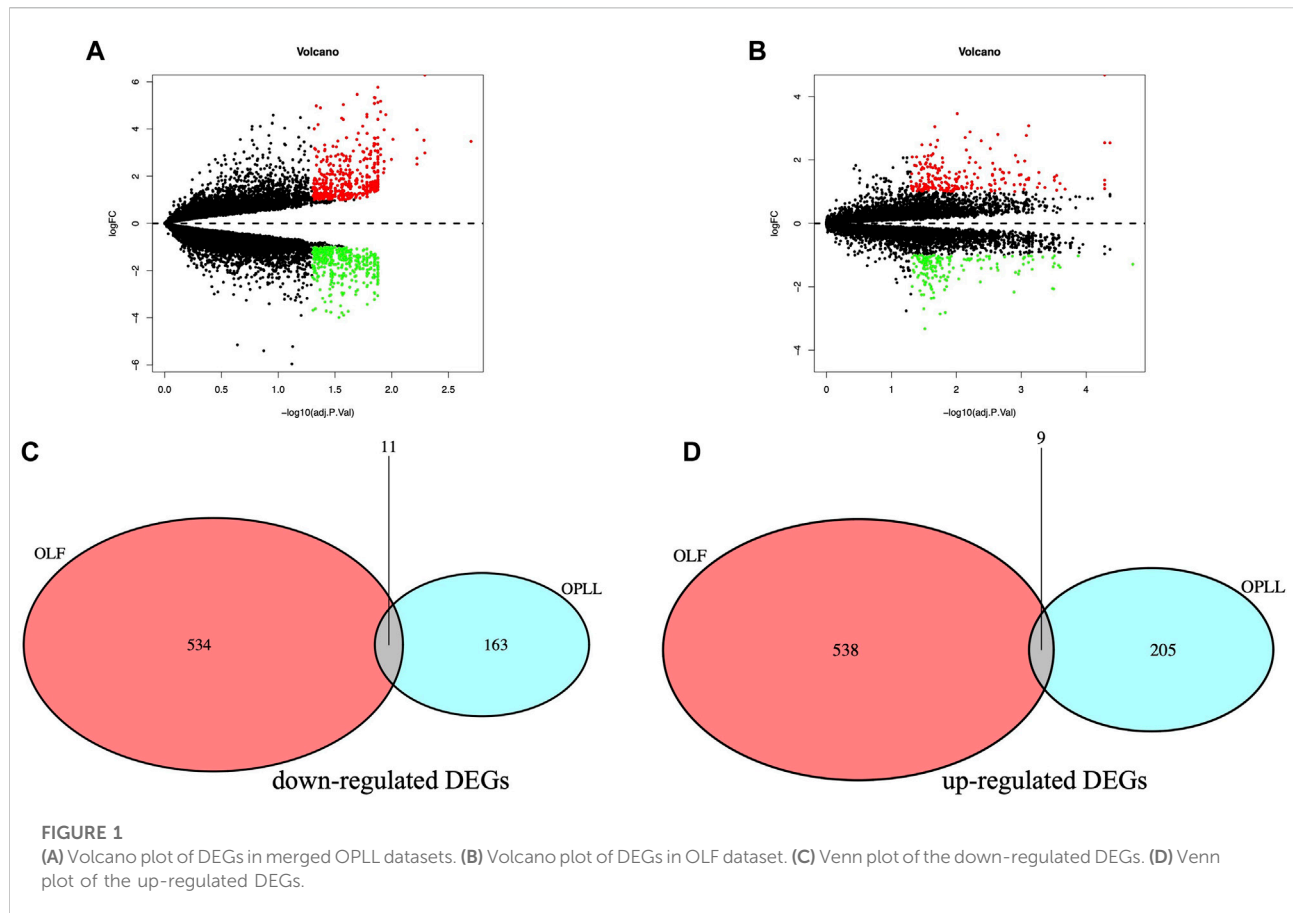 A
Volcano
6
4
2
0
-2
-4
-6
logFC
0.0 0.5 1.0 1.5 2.0 2.5
-log10(adj.P.Val)
B
Volcano
4
2
0
-2
-4
logFC
0 1 2 3 4
-log10(adj.P.Val)
C
11
OLF
OPLL
534
163
down-regulated DEGs
D
9
OLF
OPLL
538
205
up-regulated DEGs
FIGURE 1
(A) Volcano plot of DEGs in merged OPLL datasets. (B) Volcano plot of DEGs in OLF dataset. (C) Venn plot of the down-regulated DEGs. (D) Venn
plot of the up-regulated DEGs.